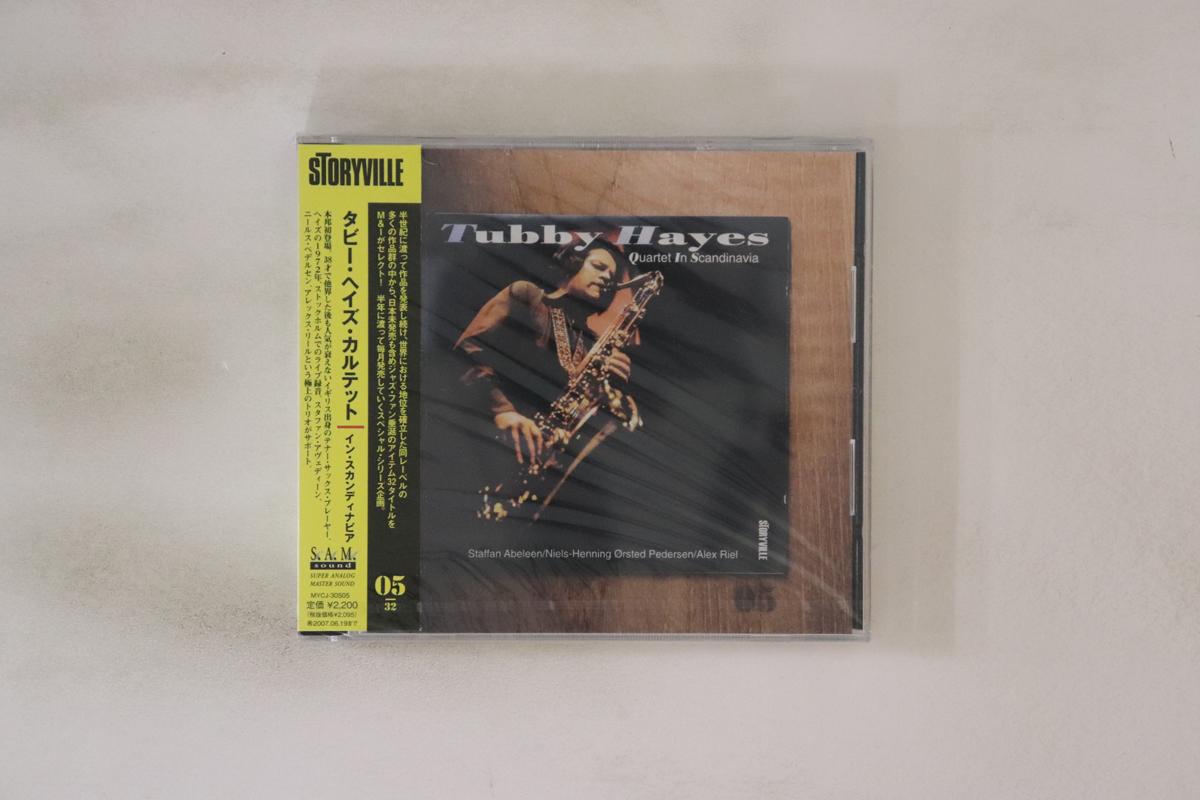 STORYVILLE
半世紀に渡って作品を発表し続け、世界における地位を確立した同レーベルの
多くの作品群の中から、日本未発売も含めジャズ・ファン垂涎のアイテム32タイトルを
M&Iがセレクト! 半年に渡って毎月発売していくスペシャル・シリーズ企画。
タビー・ヘイズ・カルテット
イン・スカンディナビア
本邦初登場。38才で他界した後も人気が衰えないイギリス出身のテナー・サックス・プレーヤー、
ヘイズの1972年、ストックホルムでのライブ録音。スタファン・アヴェディーン、
ニールス・ペデルセン、アレックス・リールという極上のトリオがサポート。
S.A.M.
sound
SUPER ANALOG
MASTER SOUND
MYCJ-30505
定価 ¥2,200
(税抜価格¥2,095)
2007.06.19
05
32
Tubby Hayes
Quartet In Scandinavia
Staffan Abeleen/Niels-Henning Ørsted Pedersen/Alex Riel
STORYVILLE
05